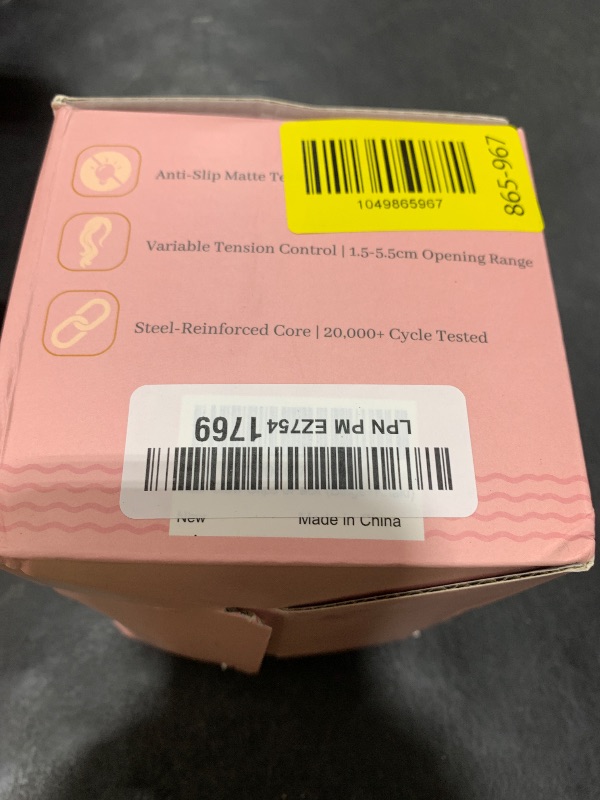 Anti-Slip Matte
1049865967
865-967
Variable Tension Control | 1.5-5.5cm Opening Range
Steel-Reinforced Core | 20,000+ Cycle Tested
LPN PM EZ754 1769
New
Made in China